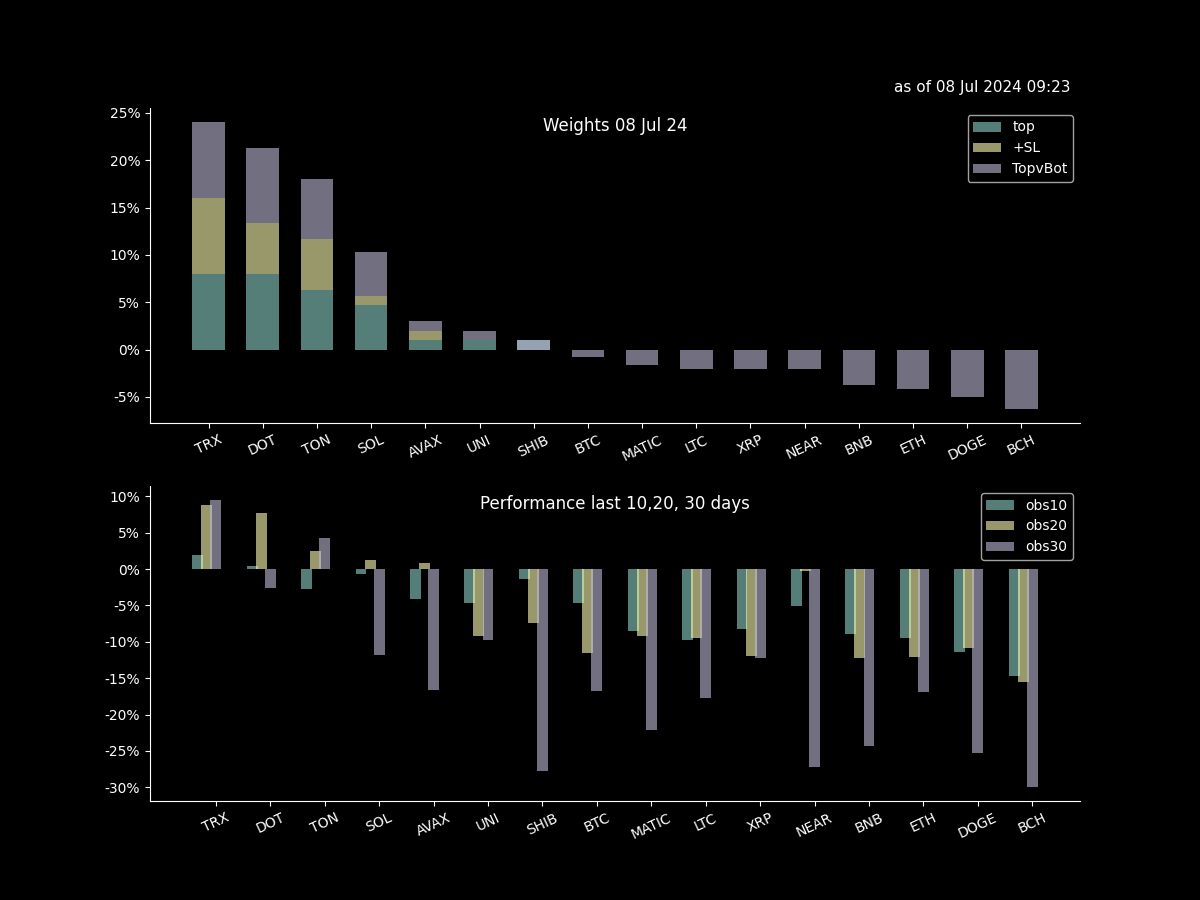 as of 08 Jul 2024 09:23
Weights 08 Jul 24
top
+SL
TopvBot
25%
20%
15%
10%
5%
0%
-5%
TRX DOT TON SOL AVAX UNI SHIB BTC MATIC LTC XRP NEAR BNB ETH DOGE BCH
Performance last 10,20, 30 days
obs10
obs20
obs30
10%
5%
0%
-5%
-10%
-15%
-20%
-25%
-30%
TRX DOT TON SOL AVAX UNI SHIB BTC MATIC LTC XRP NEAR BNB ETH DOGE BCH